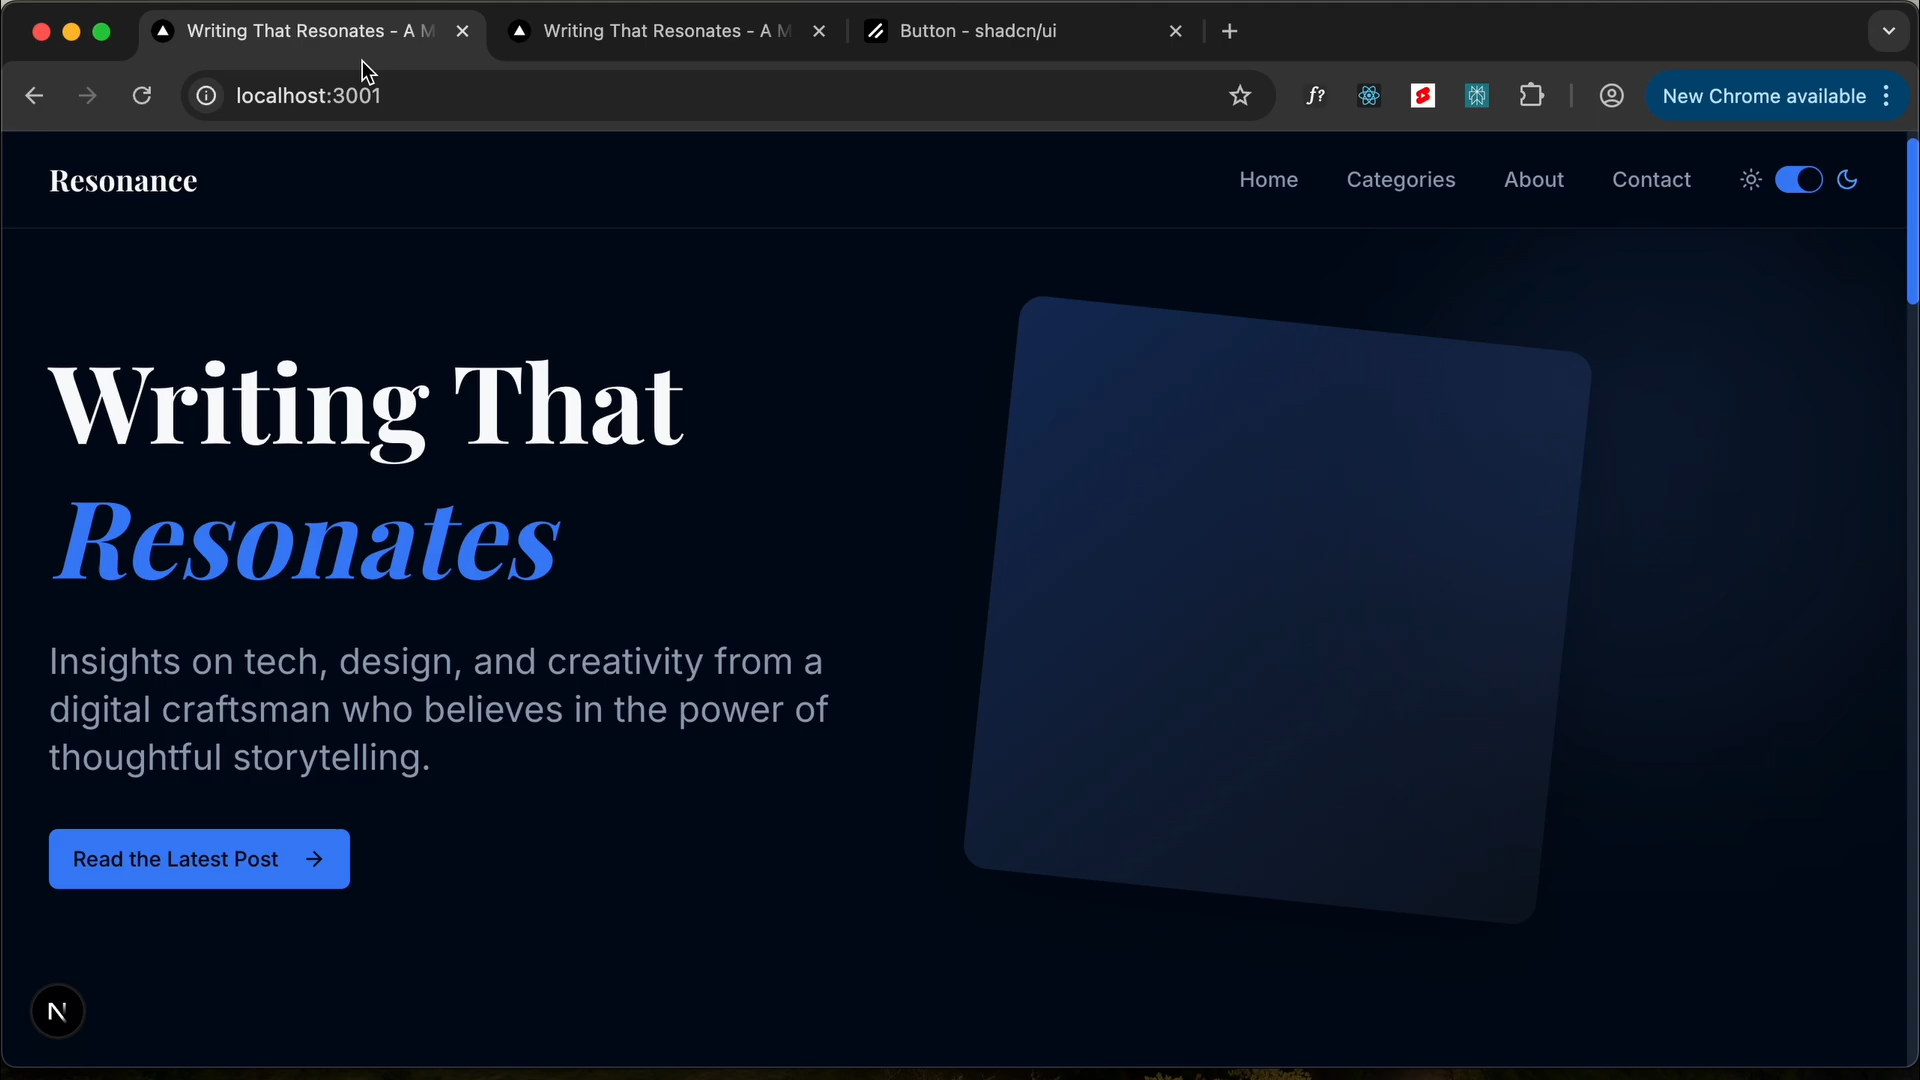 Writing That Resonates - A M
Writing That Resonates - A M
Button - shadcn/ui
localhost:3001
f?
New Chrome available
Resonance
Home
Categories
About
Contact
Writing That
Resonates
Insights on tech, design, and creativity from a
digital craftsman who believes in the power of
thoughtful storytelling.
Read the Latest Post
N